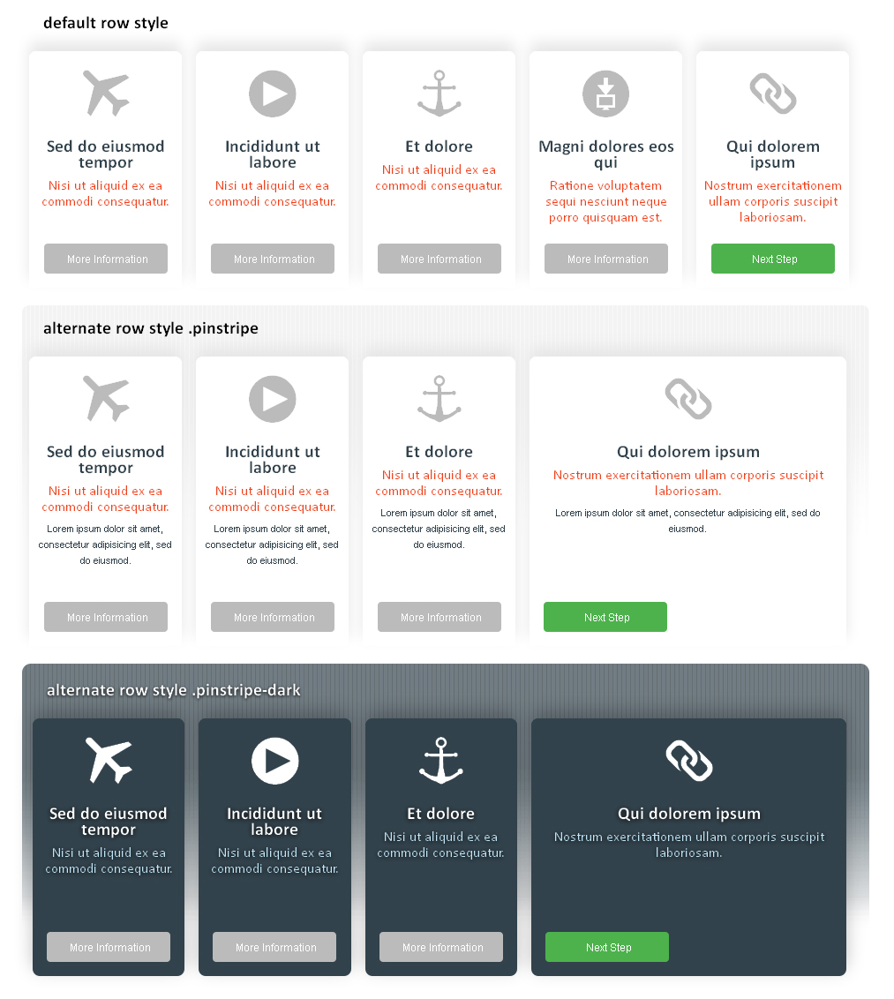 default row style
Sed do eiusmod
tempor
Nisi ut aliquid ex ea
commodi consequatur.
More Information
Incididunt ut
labore
Nisi ut aliquid ex ea
commodi consequatur.
More Information
Et dolore
Nisi ut aliquid ex ea
commodi consequatur.
More Information
Magni dolores eos
qui
Ratione voluptatem
sequi nesciunt neque
porro quisquam est.
More Information
Qui dolorem
ipsum
Nostrum exercitationem
ullam corporis suscipit
laboriosam.
Next Step
alternate row style .pinstripe
Sed do eiusmod
tempor
Nisi ut aliquid ex ea
commodi consequatur.
Lorem ipsum dolor sit amet,
consectetur adipisicing elit, sed
do eiusmod.
More Information
Incididunt ut
labore
Nisi ut aliquid ex ea
commodi consequatur.
Lorem ipsum dolor sit amet,
consectetur adipisicing elit, sed
do eiusmod.
More Information
Et dolore
Nisi ut aliquid ex ea
commodi consequatur.
Lorem ipsum dolor sit amet,
consectetur adipisicing elit, sed
do eiusmod.
More Information
Qui dolorem ipsum
Nostrum exercitationem ullam corporis suscipit
laboriosam.
Lorem ipsum dolor sit amet, consectetur adipisicing elit, sed do
eiusmod.
Next Step
alternate row style .pinstripe-dark
Sed do eiusmod
tempor
Nisi ut aliquid ex ea
commodi consequatur.
More Information
Incididunt ut
labore
Nisi ut aliquid ex ea
commodi consequatur.
More Information
Et dolore
Nisi ut aliquid ex ea
commodi consequatur.
More Information
Qui dolorem ipsum
Nostrum exercitationem ullam corporis suscipit
laboriosam.
Next Step